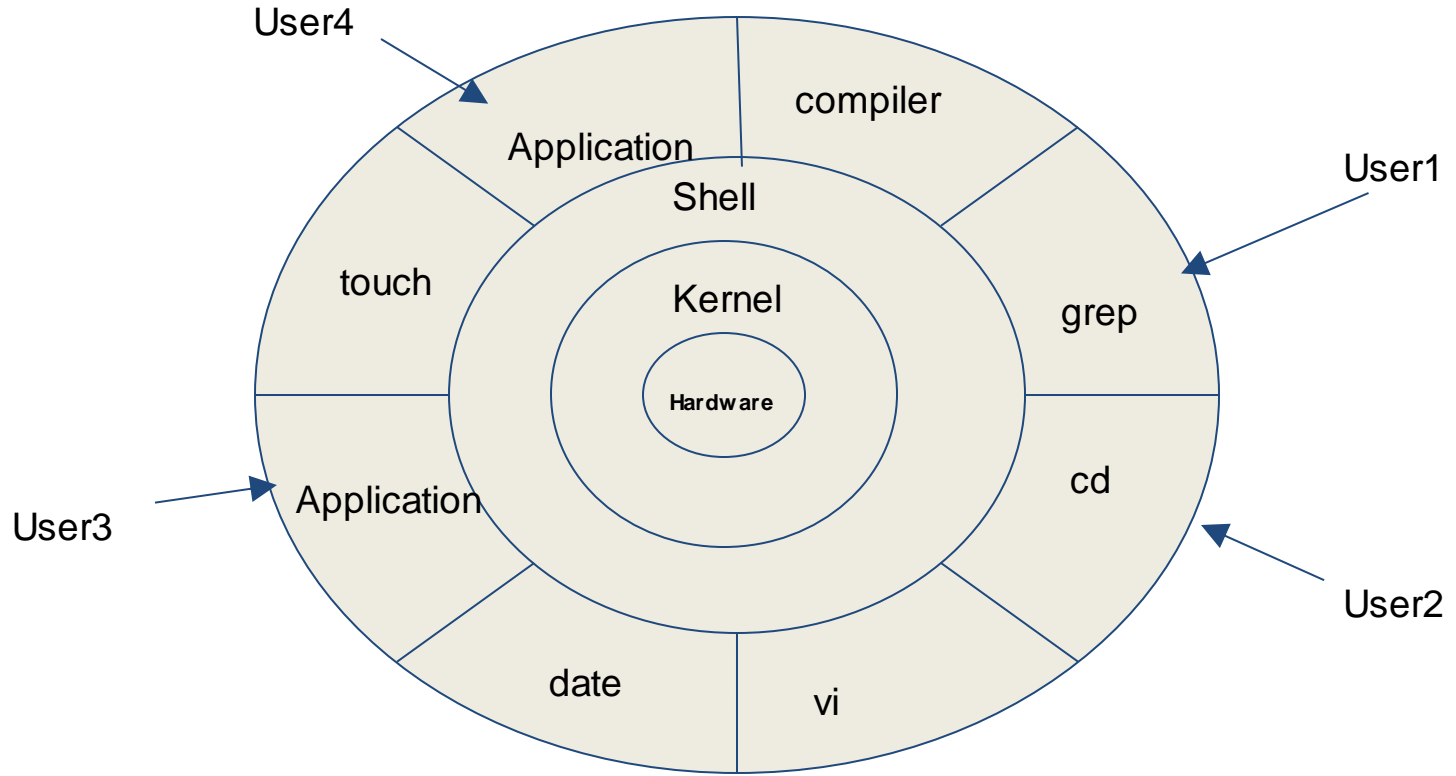 User4
compiler
Application
User1
Shell
touch
Kernel
grep
Hardware
cd
Application
User3
User2
date
vi